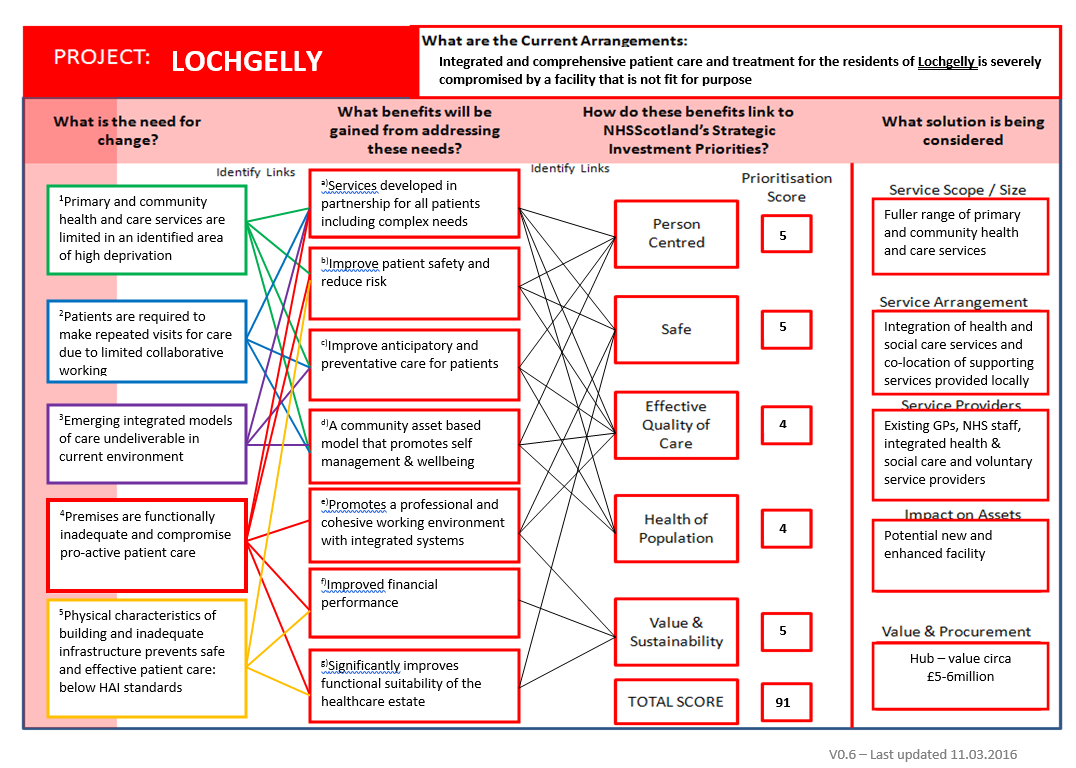 PROJECT: LOCHGELLY
What are the Current Arrangements:
Integrated and comprehensive patient care and treatment for the residents of Lochgelly is severely
compromised by a facility that is not fit for purpose
What is the need for
change?
What benefits will be
gained from addressing
these needs?
How do these benefits link to
NHSScotland's Strategic
Investment Priorities?
What solution is being
considered
Identify Links
Identify Links
Prioritisation
Score
1Primary and community
health and care services are
limited in an identified area
of high deprivation
2Patients are required to
make repeated visits for care
due to limited collaborative
working
3Emerging integrated models
of care undeliverable in
current environment
4Premises are functionally
inadequate and compromise
pro-active patient care
5Physical characteristics of
building and inadequate
infrastructure prevents safe
and effective patient care:
below HAI standards
a)Services developed in
partnership for all patients
including complex needs
b)Improve patient safety and
reduce risk
c)Improve anticipatory and
preventative care for patients
d)A community asset based
model that promotes self
management & wellbeing
e)Promotes a professional and
cohesive working environment
with integrated systems
f)Improved financial
performance
g)Significantly improves
functional suitability of the
healthcare estate
Person
Centred
5
Safe
5
Effective
Quality of
Care
4
Health of
Population
4
Value &
Sustainability
5
TOTAL SCORE
91
Service Scope / Size
Fuller range of primary
and community health
and care services
Service Arrangement
Integration of health and
social care services and
co-location of supporting
services provided locally
Service Providers
Existing GPs, NHS staff,
integrated health &
social care and voluntary
service providers
Impact on Assets
Potential new and
enhanced facility
Value & Procurement
Hub – value circa
£5-6million
V0.6 – Last updated 11.03.2016